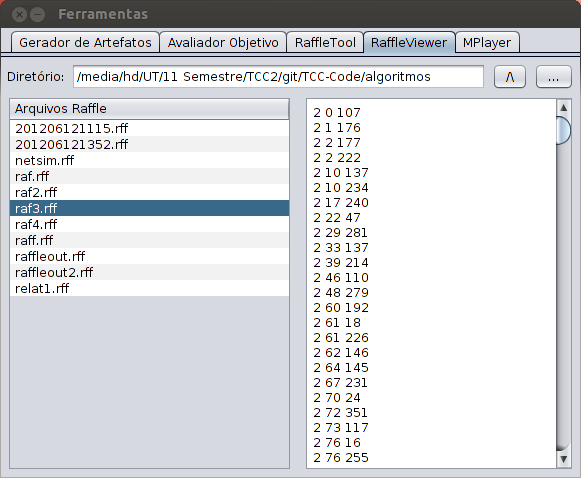 Ferramentas
Gerador de Artefatos Avaliador Objetivo RaffleTool RaffleViewer MPlayer
Diretório: /media/hd/UT/11 Semestre/TCC2/git/TCC-Code/algoritmos /\ ...
Arquivos Raffle
201206121115.rff
201206121352.rff
netsim.rff
raf.rff
raf2.rff
raf3.rff
raf4.rff
raff.rff
raffleout.rff
raffleout2.rff
relat1.rff
2 0 107
2 1 176
2 2 177
2 2 222
2 10 137
2 10 234
2 17 240
2 22 47
2 29 281
2 33 137
2 39 214
2 46 110
2 48 279
2 60 192
2 61 18
2 61 226
2 62 146
2 64 145
2 67 231
2 70 24
2 72 351
2 73 117
2 76 16
2 76 255